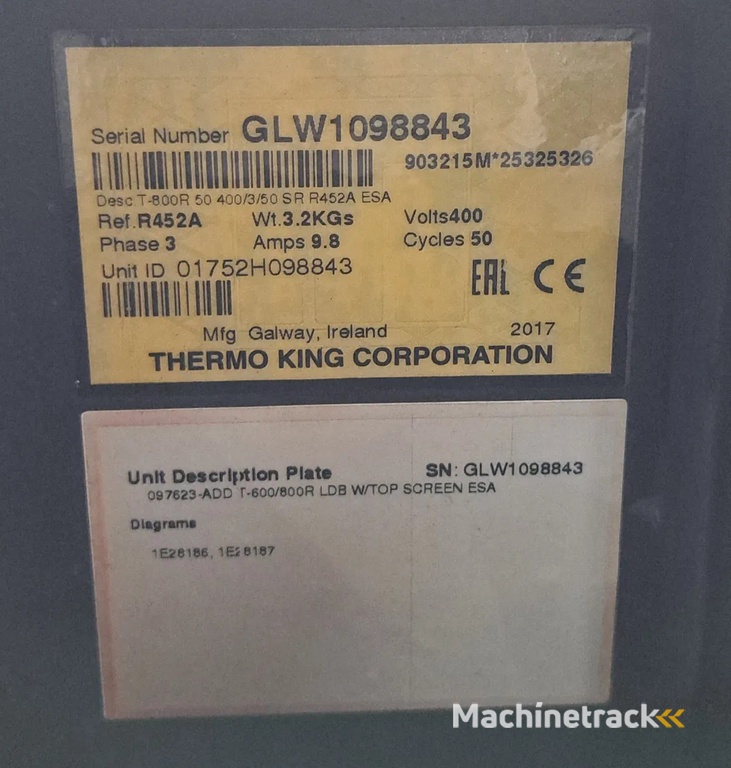 Serial Number GLW1098843
903215M*25325326
Desc T-800R 50 400/3/50 SR R452A ESA
Ref.R452A Wt.3.2KGs Volts400
Phase 3 Amps 9.8 Cycles 50
Unit ID 01752H098843
EAC CE
Mfg Galway, Ireland 2017
THERMO KING CORPORATION
Unit Description Plate SN: GLW1098843
097623-ADD T-600/800R LDB W/TOP SCREEN ESA
Diagrams
1E28186, 1E28187
Machinetrack